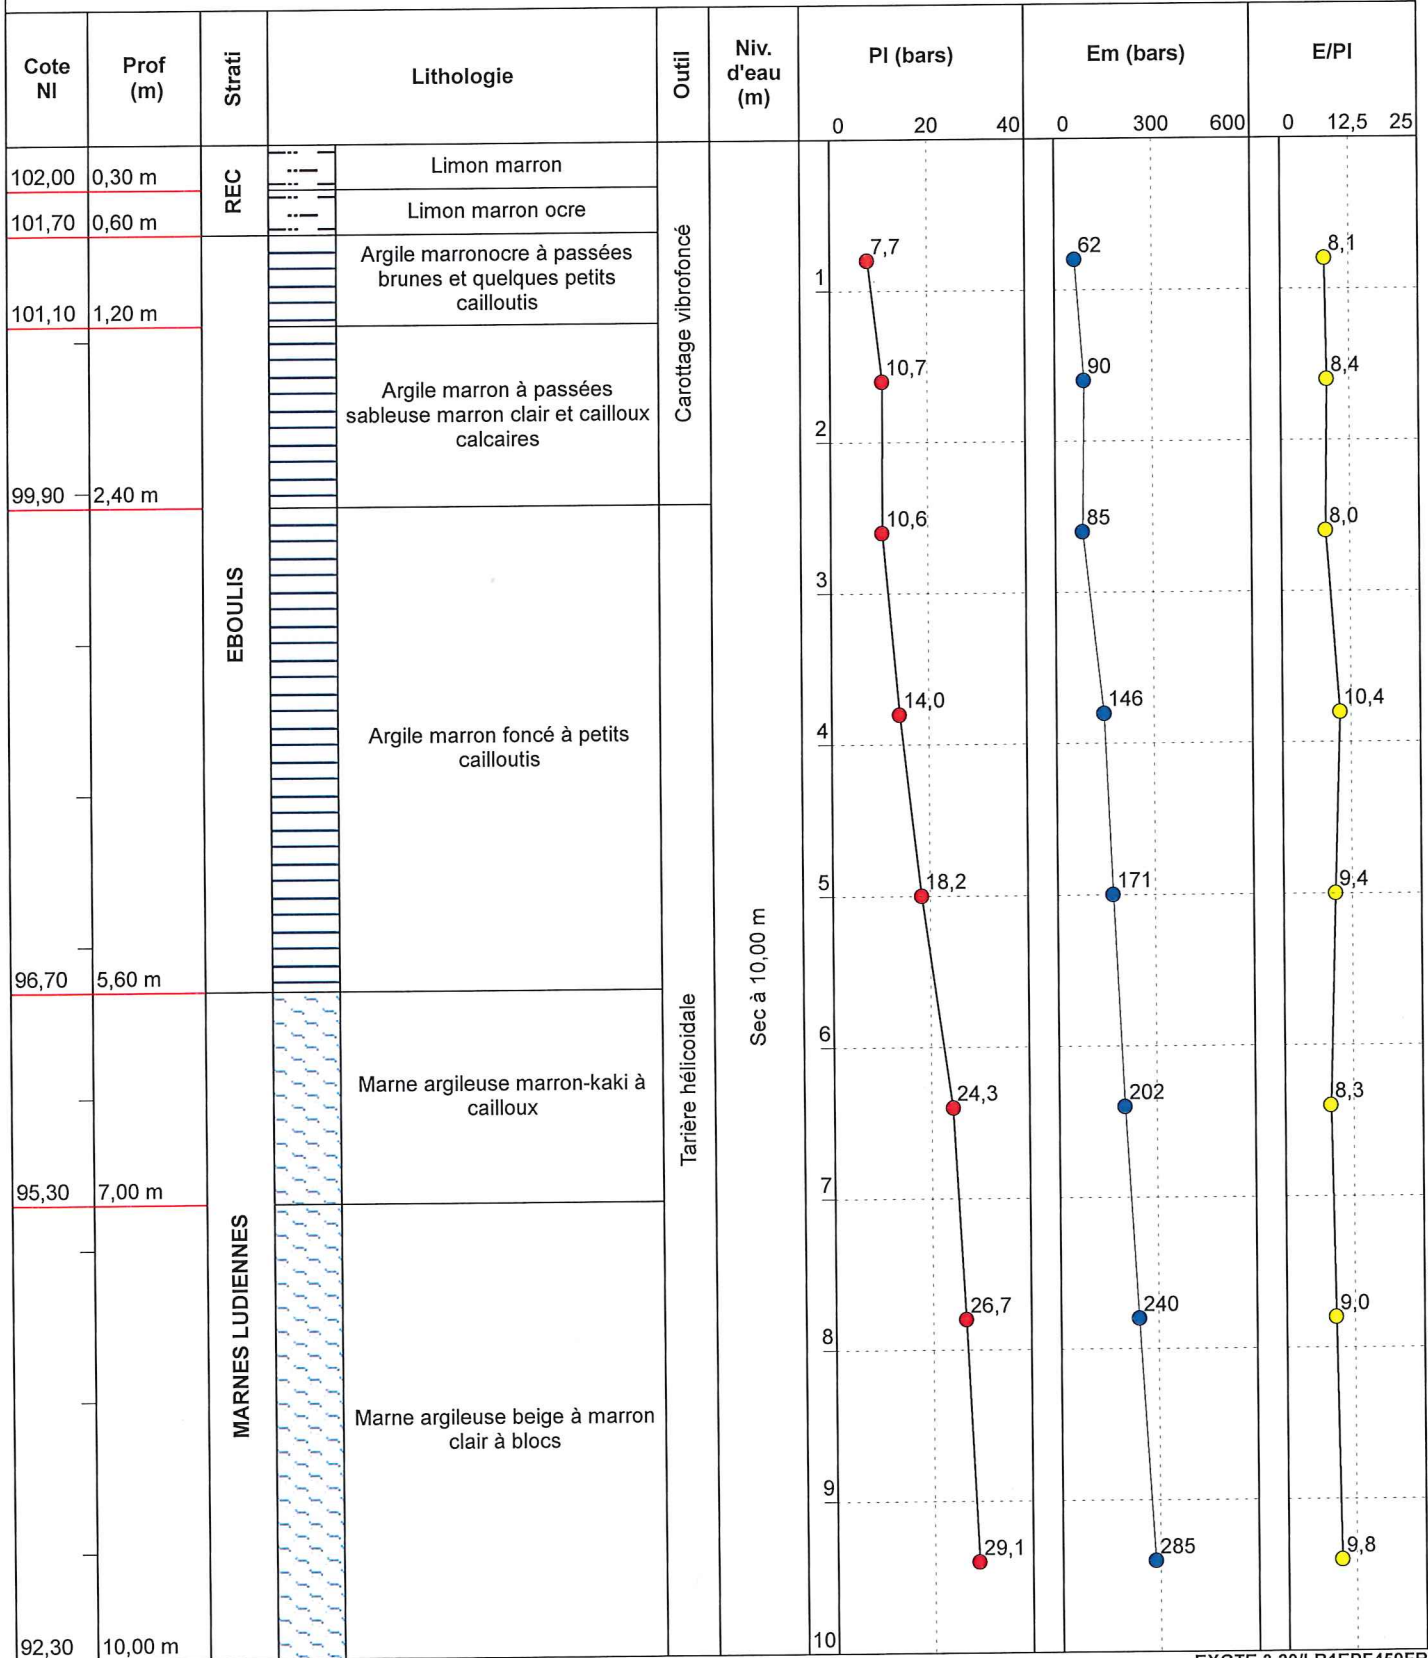 Cote NI
Prof (m)
Strati
Lithologie
Outil
Niv. d'eau (m)
Pl (bars)
0 20 40
Em (bars)
0 300 600
E/Pl
0 12,5 25
REC
Limon marron
102,00 0,30 m
Limon marron ocre
101,70 0,60 m
Argile marronocre à passées
brunes et quelques petits
cailloutis
101,10 1,20 m
Argile marron à passées
sableuse marron clair et cailloux
calcaires
99,90 2,40 m
Carottage vibrofoncé
EBOULIS
Argile marron foncé à petits
cailloutis
96,70 5,60 m
Marne argileuse marron-kaki à
cailloux
95,30 7,00 m
MARNES LUDIENNES
Marne argileuse beige à marron
clair à blocs
92,30 10,00 m
Tarière hélicoidale
Sec à 10,00 m
7,7 62 8,1
1
10,7 90 8,4
2
10,6 85 8,0
3
14,0 146 10,4
4
18,2 171 9,4
5
6
24,3 202 8,3
7
26,7 240 9,0
8
9
29,1 285 9,8
10